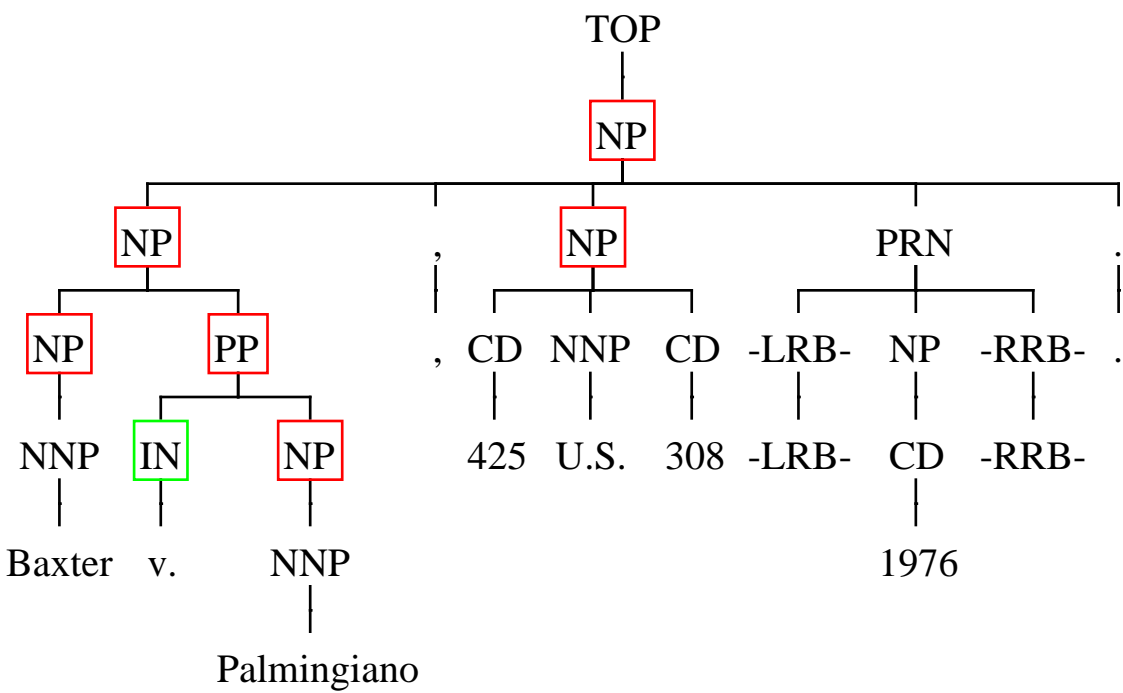 TOP
NP
NP , NP PRN .
NP PP , CD NNP CD -LRB- NP -RRB- .
NNP IN NP 425 U.S. 308 -LRB- CD -RRB-
Baxter v. NNP 1976
Palmingiano